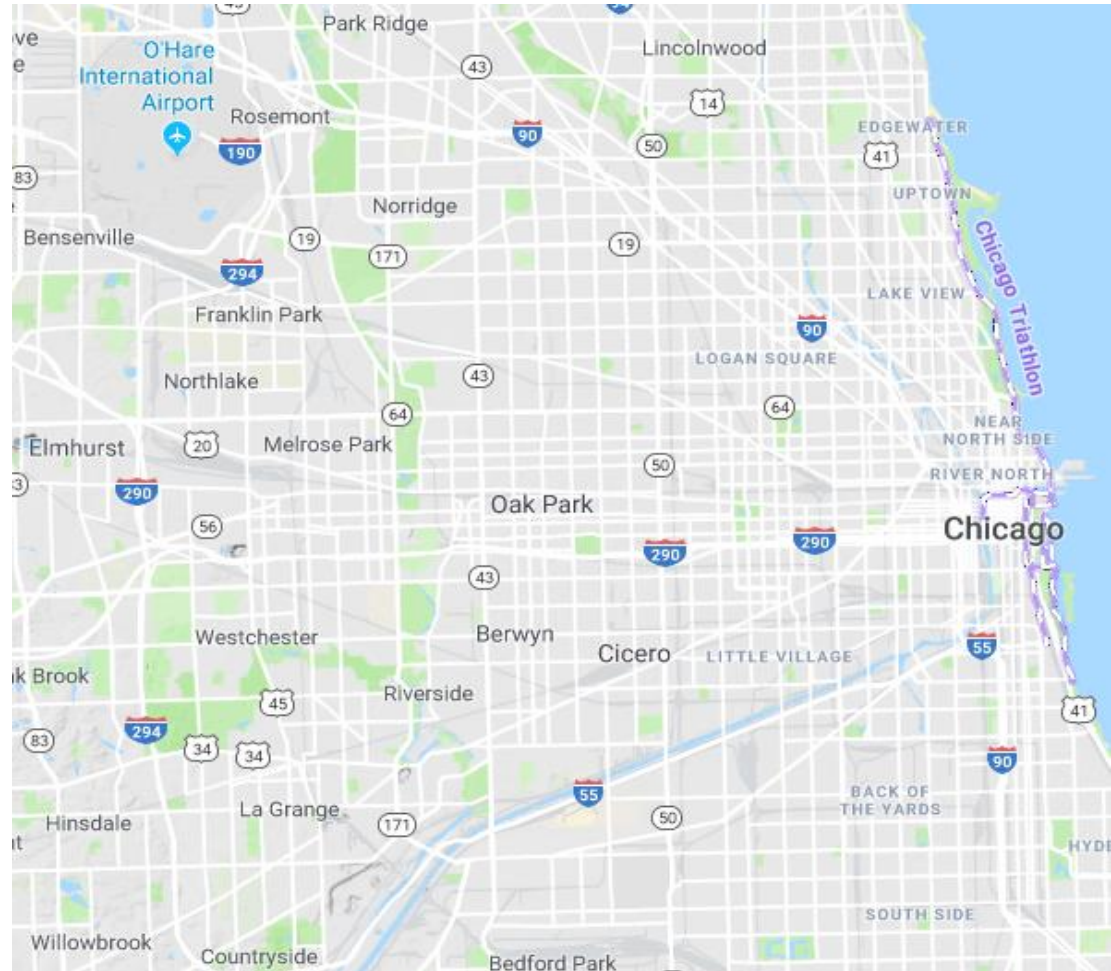 Park Ridge
Lincolnwood
O'Hare
International
Airport
43
14
Rosemont
90
50
EDGEWATER
41
190
83
UPTOWN
Norridge
Bensenville
19
171
19
294
Chicago Triathlon
LAKE VIEW
Franklin Park
90
LOGAN SQUARE
43
Northlake
64
64
NEAR
NORTH SIDE
Elmhurst
20
Melrose Park
50
RIVER NORTH
290
Oak Park
56
Chicago
290
290
43
Westchester
Berwyn
Cicero
LITTLE VILLAGE
55
k Brook
Riverside
45
41
83
294
34
34
90
55
BACK OF
THE YARDS
La Grange
Hinsdale
171
50
HYDE
SOUTH SIDE
Willowbrook
Countryside
Bedford Park